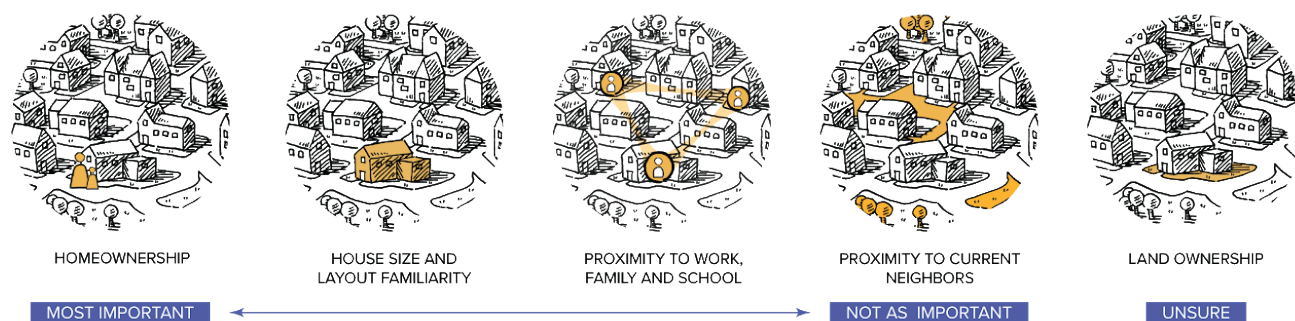 HOMEOWNERSHIP
HOUSE SIZE AND
LAYOUT FAMILIARITY
PROXIMITY TO WORK,
FAMILY AND SCHOOL
PROXIMITY TO CURRENT
NEIGHBORS
LAND OWNERSHIP
MOST IMPORTANT
NOT AS IMPORTANT
UNSURE